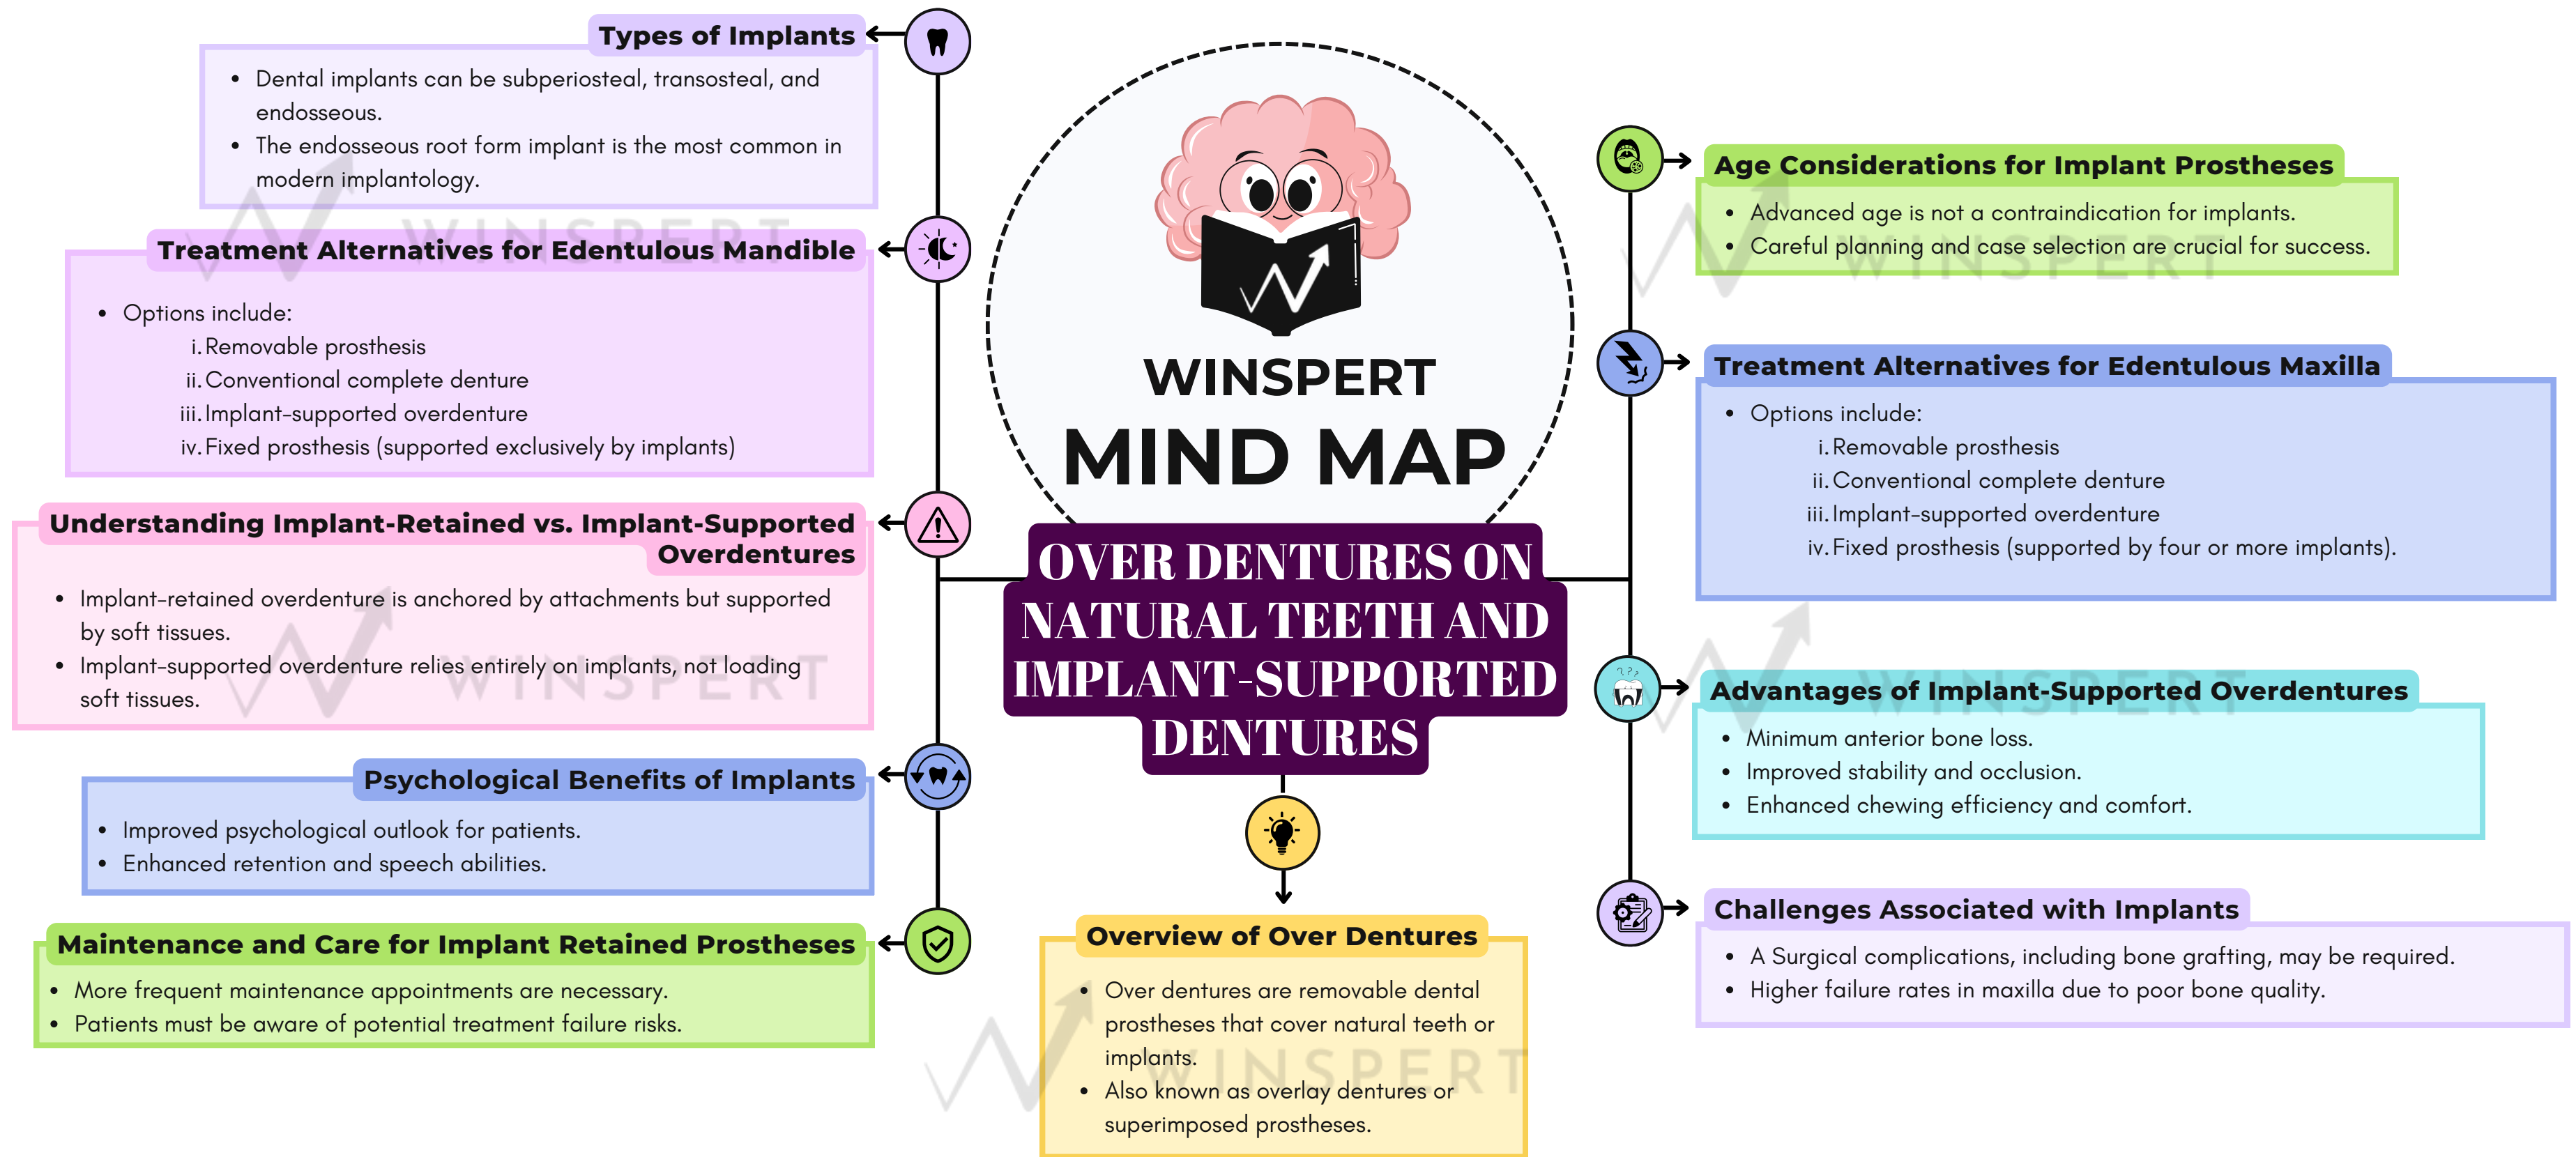 Types of Implants
• Dental implants can be subperiosteal, transosteal, and
endosseous.
• The endosseous root form implant is the most common in
modern implantology.
Treatment Alternatives for Edentulous Mandible
• Options include:
i. Removable prosthesis
ii. Conventional complete denture
iii. Implant-supported overdenture
iv. Fixed prosthesis (supported exclusively by implants)
Understanding Implant-Retained vs. Implant-Supported
Overdentures
• Implant-retained overdenture is anchored by attachments but supported
by soft tissues.
• Implant-supported overdenture relies entirely on implants, not loading
soft tissues.
Psychological Benefits of Implants
• Improved psychological outlook for patients.
• Enhanced retention and speech abilities.
Maintenance and Care for Implant Retained Prostheses
• More frequent maintenance appointments are necessary.
• Patients must be aware of potential treatment failure risks.
WINSPERT
MIND MAP
OVER DENTURES ON
NATURAL TEETH AND
IMPLANT-SUPPORTED
DENTURES
Overview of Over Dentures
• Over dentures are removable dental
prostheses that cover natural teeth or
implants.
• Also known as overlay dentures or
superimposed prostheses.
Age Considerations for Implant Prostheses
• Advanced age is not a contraindication for implants.
• Careful planning and case selection are crucial for success.
Treatment Alternatives for Edentulous Maxilla
• Options include:
i. Removable prosthesis
ii. Conventional complete denture
iii. Implant-supported overdenture
iv. Fixed prosthesis (supported by four or more implants).
Advantages of Implant-Supported Overdentures
• Minimum anterior bone loss.
• Improved stability and occlusion.
• Enhanced chewing efficiency and comfort.
Challenges Associated with Implants
• A Surgical complications, including bone grafting, may be required.
• Higher failure rates in maxilla due to poor bone quality.
WINSPERT
WINSPERT
WINSPERT
WINSPERT
WINSPERT